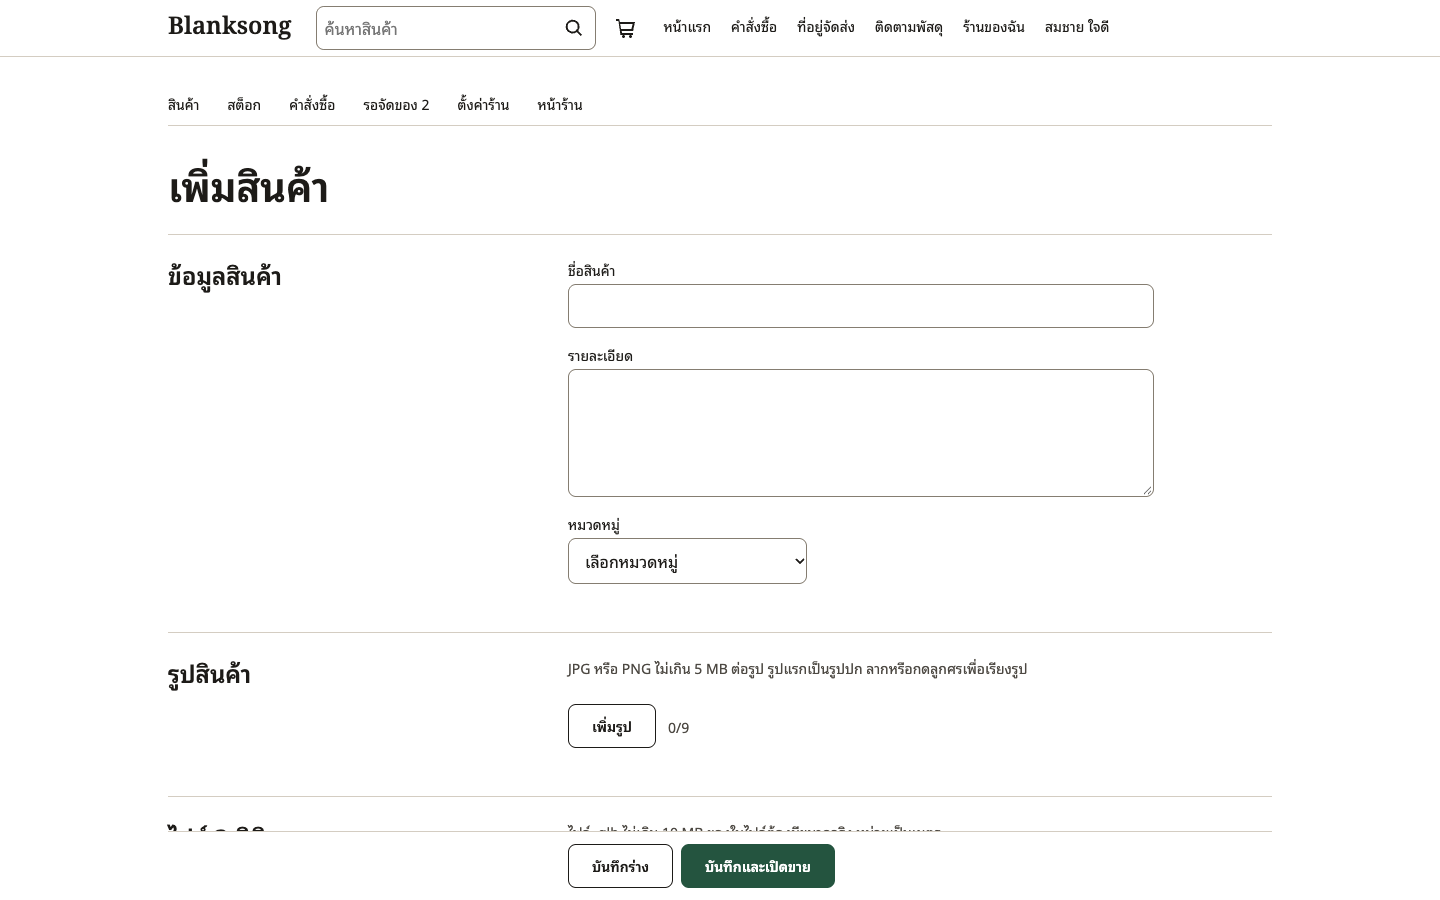 Blanksong
ค้นหาสินค้า
หน้าแรก
คำสั่งซื้อ
ที่อยู่จัดส่ง
ติดตามพัสดุ
ร้านของฉัน
สมชาย ใจดี
สินค้า
สต็อก
คำสั่งซื้อ
รอจัดของ 2
ตั้งค่าร้าน
หน้าร้าน
เพิ่มสินค้า
ข้อมูลสินค้า
ชื่อสินค้า
รายละเอียด
หมวดหมู่
เลือกหมวดหมู่
รูปสินค้า
JPG หรือ PNG ไม่เกิน 5 MB ต่อรูป รูปแรกเป็นรูปปก ลากหรือกดลูกศรเพื่อเรียงรูป
เพิ่มรูป
0/9
บันทึกร่าง
บันทึกและเปิดขาย